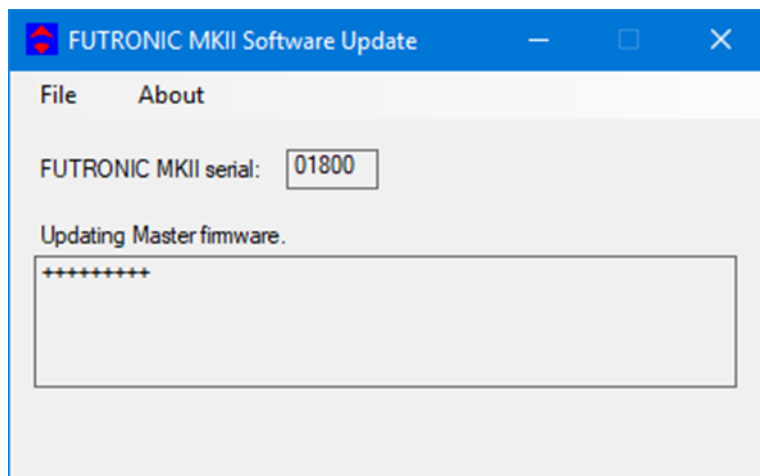 FUTRONIC MKII Software Update
File About
FUTRONIC MKII serial: 01800
Updating Master firmware.
+++++++++